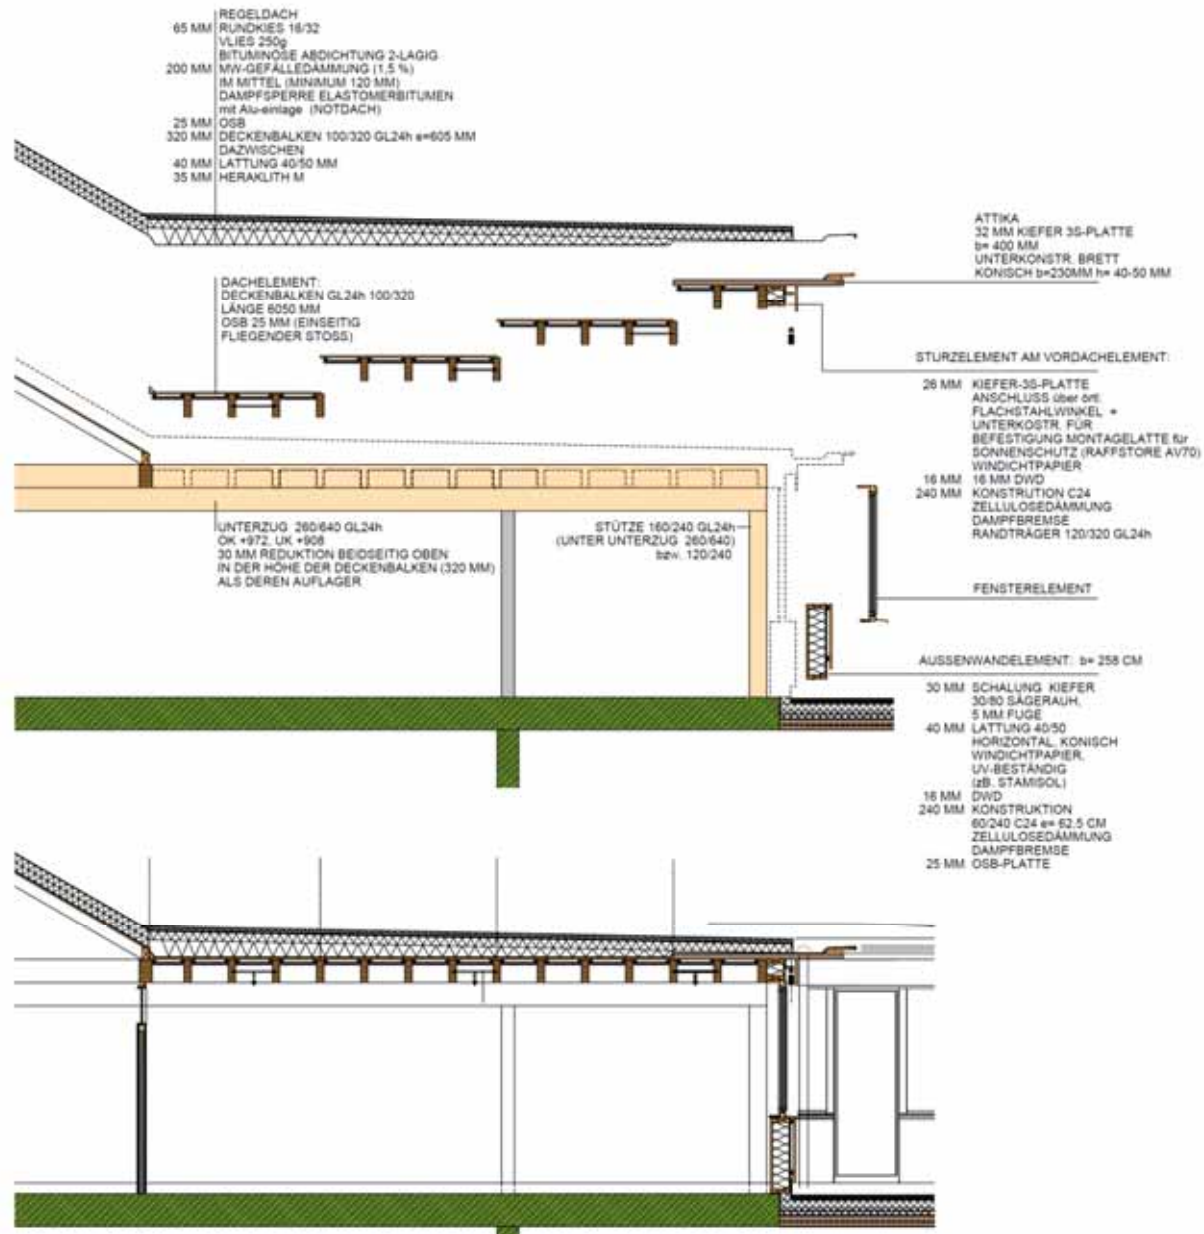 REGELDACH
65 MM RUNDKIES 16/32
VLIES 250g
BITUMINÖSE ABDICHTUNG 2-LAGIG
200 MM MW-GEFÄLLEDÄMMUNG (1,5 %)
IM MITTEL (MINIMUM 120 MM)
DAMPFSPERRE ELASTOMERBITUMEN
mit Alu-einlage (NOTDACH)
25 MM OSB
320 MM DECKENBALKEN 100/320 GL24h e=605 MM
DAZWISCHEN
40 MM LATTUNG 40/50 MM
35 MM HERAKLITH M
ATTIKA
32 MM KIEFER 3S-PLATTE
b= 400 MM
UNTERKONSTR. BRETT
KONISCH b=230MM h= 40-50 MM
DACHELEMENT:
DECKENBALKEN GL24h 100/320
LÄNGE 6050 MM
OSB 25 MM (EINSEITIG
FLIEGENDER STOSS)
STURZELEMENT AM VORDACHELEMENT:
26 MM KIEFER-3S-PLATTE
ANSCHLUSS über örtl.
FLACHSTAHLWINKEL +
UNTERKOSTR. FÜR
BEFESTIGUNG MONTAGELATTE für
SONNENSCHUTZ (RAFFSTORE AV70)
WINDICHTPAPIER
16 MM 16 MM DWD
240 MM KONSTRUTION C24
ZELLULOSEDÄMMUNG
DAMPFBREMSE
RANDTRÄGER 120/320 GL24h
UNTERZUG 260/640 GL24h
OK +972, UK +908
30 MM REDUKTION BEIDSEITIG OBEN
IN DER HÖHE DER DECKENBALKEN (320 MM)
ALS DEREN AUFLAGER
STÜTZE 160/240 GL24h
(UNTER UNTERZUG 260/640)
bzw. 120/240
FENSTERELEMENT
AUSSENWANDELEMENT: b= 258 CM
30 MM SCHALUNG KIEFER
30/80 SÄGERAUH,
5 MM FUGE
40 MM LATTUNG 40/50
HORIZONTAL, KONISCH
WINDICHTPAPIER,
UV-BESTÄNDIG
(zB. STAMISOL)
16 MM DWD
240 MM KONSTRUKTION
60/240 C24 e= 62,5 CM
ZELLULOSEDÄMMUNG
DAMPFBREMSE
25 MM OSB-PLATTE